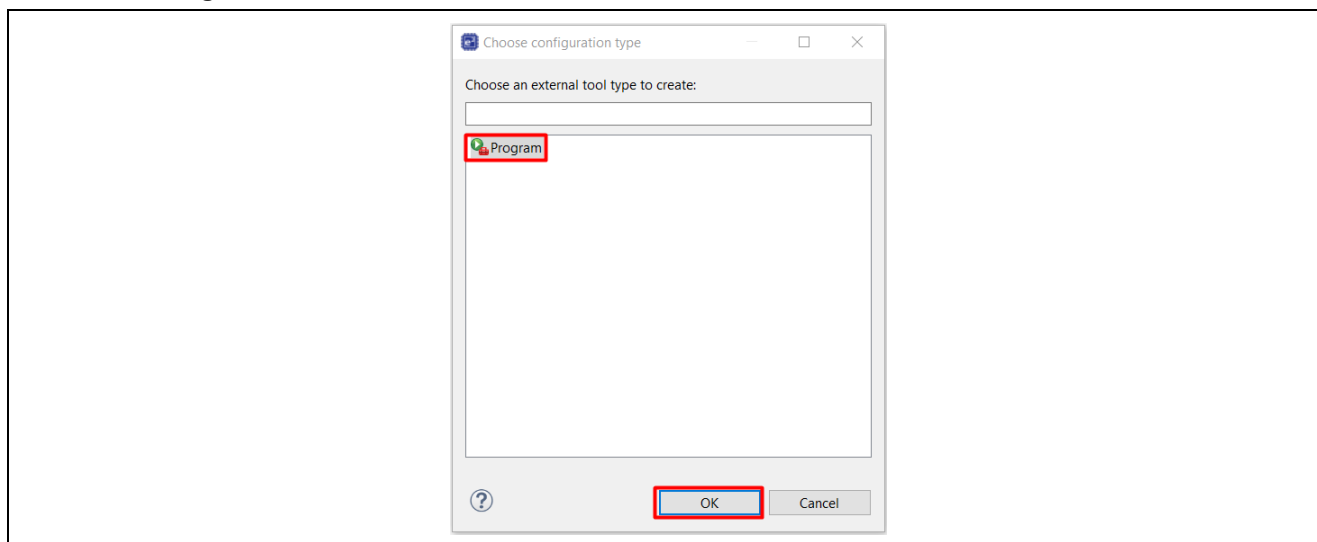 Choose configuration type
Choose an external tool type to create:
Program
?
OK Cancel